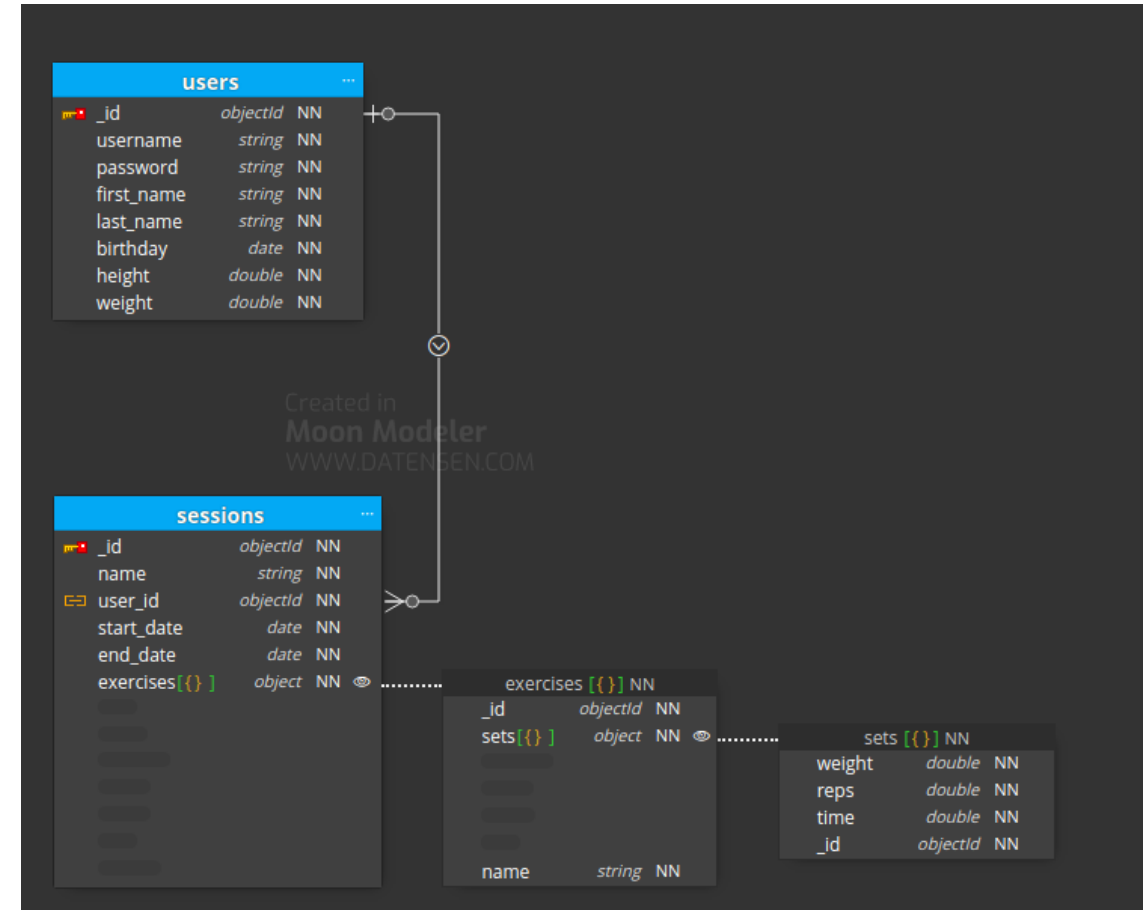 users ...
_id objectId NN
username string NN
password string NN
first_name string NN
last_name string NN
birthday date NN
height double NN
weight double NN
Created in
Moon Modeler
WWW.DATENSEN.COM
sessions ...
_id objectId NN
name string NN
user_id objectId NN
start_date date NN
end_date date NN
exercises[{} ] object NN
exercises [{}] NN
_id objectId NN
sets[{} ] object NN
name string NN
sets [{}] NN
weight double NN
reps double NN
time double NN
_id objectId NN